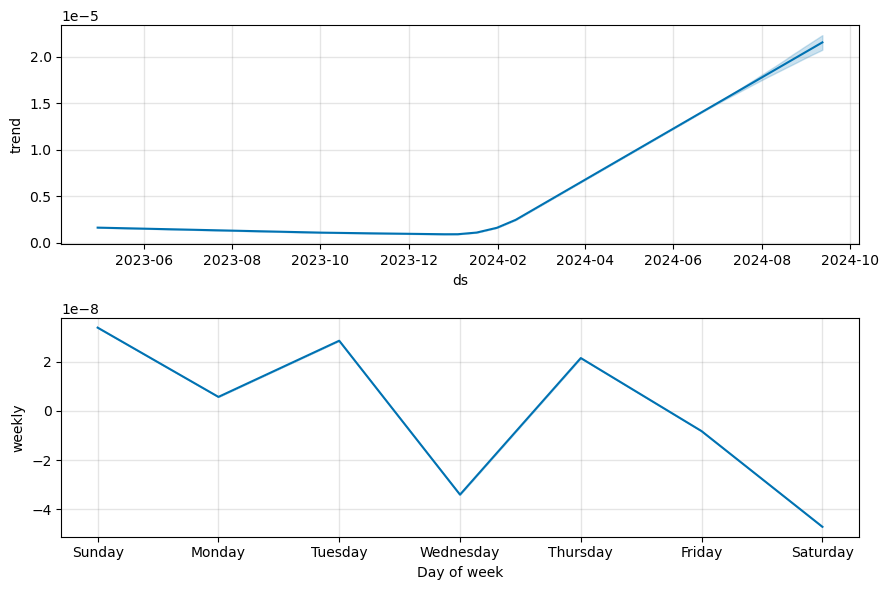 1e−5
2.0
1.5
1.0
0.5
0.0
trend
2023-06 2023-08 2023-10 2023-12 2024-02 2024-04 2024-06 2024-08 2024-10
ds
1e−8
2
0
−2
−4
weekly
Sunday Monday Tuesday Wednesday Thursday Friday Saturday
Day of week